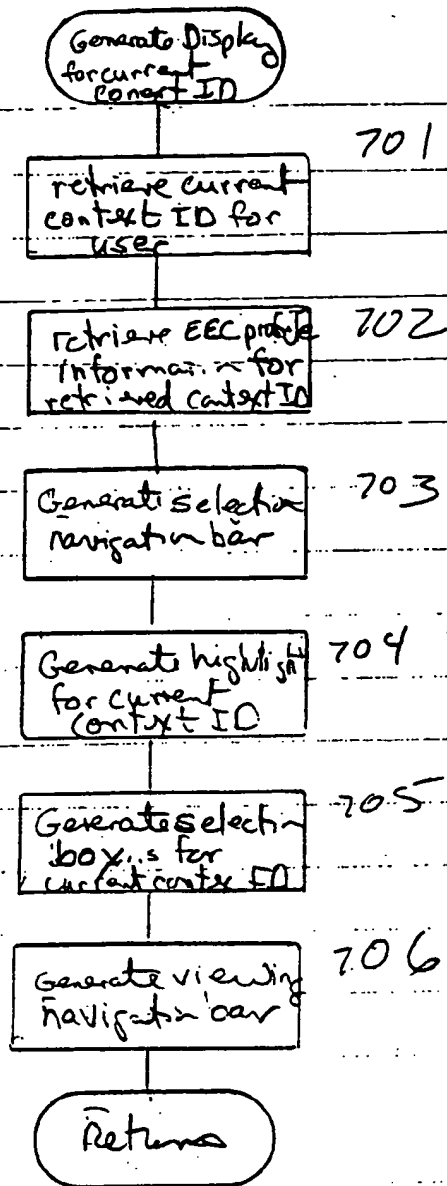 Generate Display
for current
conext ID
701
retrieve current
context ID for
user
702
retrieve EEC profile
information for
retrieved context ID
703
Generate selection
navigation bar
704
Generate highlight
for current
context ID
705
Generate selection
boxes for
current context ID
706
Generate viewing
navigation bar
Return